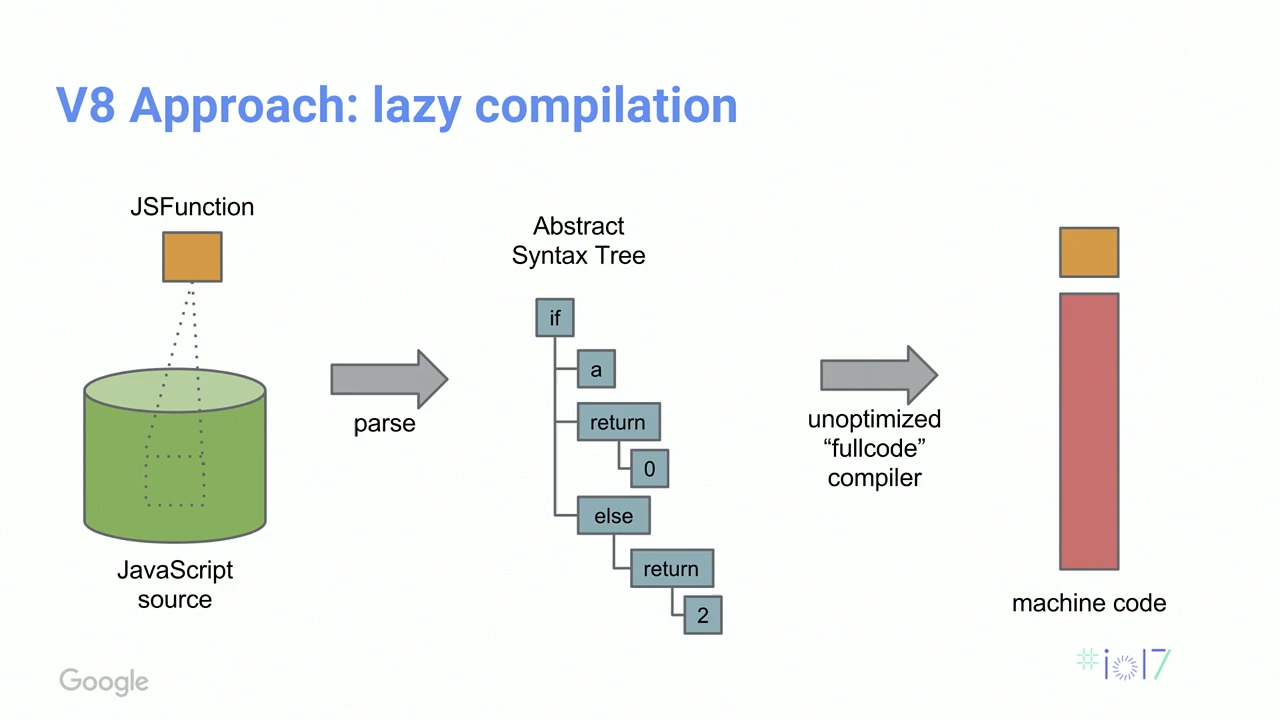 V8 Approach: lazy compilation
JSFunction
JavaScript
source
parse
Abstract
Syntax Tree
if
a
return
0
else
return
2
unoptimized
“fullcode”
compiler
machine code
Google
#io17